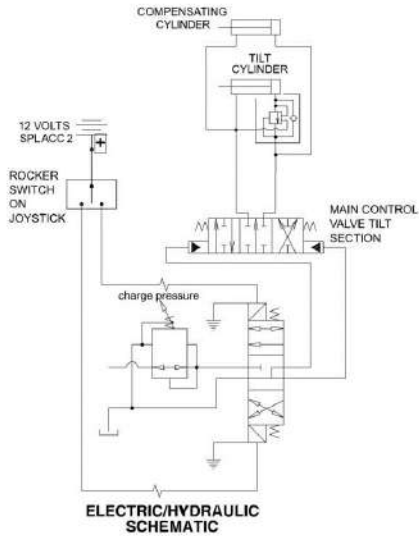 COMPENSATING
CYLINDER
TILT
CYLINDER
12 VOLTS
SPLACC 2
+
ROCKER
SWITCH
ON
JOYSTICK
MAIN CONTROL
VALVE TILT
SECTION
charge pressure
ELECTRIC/HYDRAULIC
SCHEMATIC